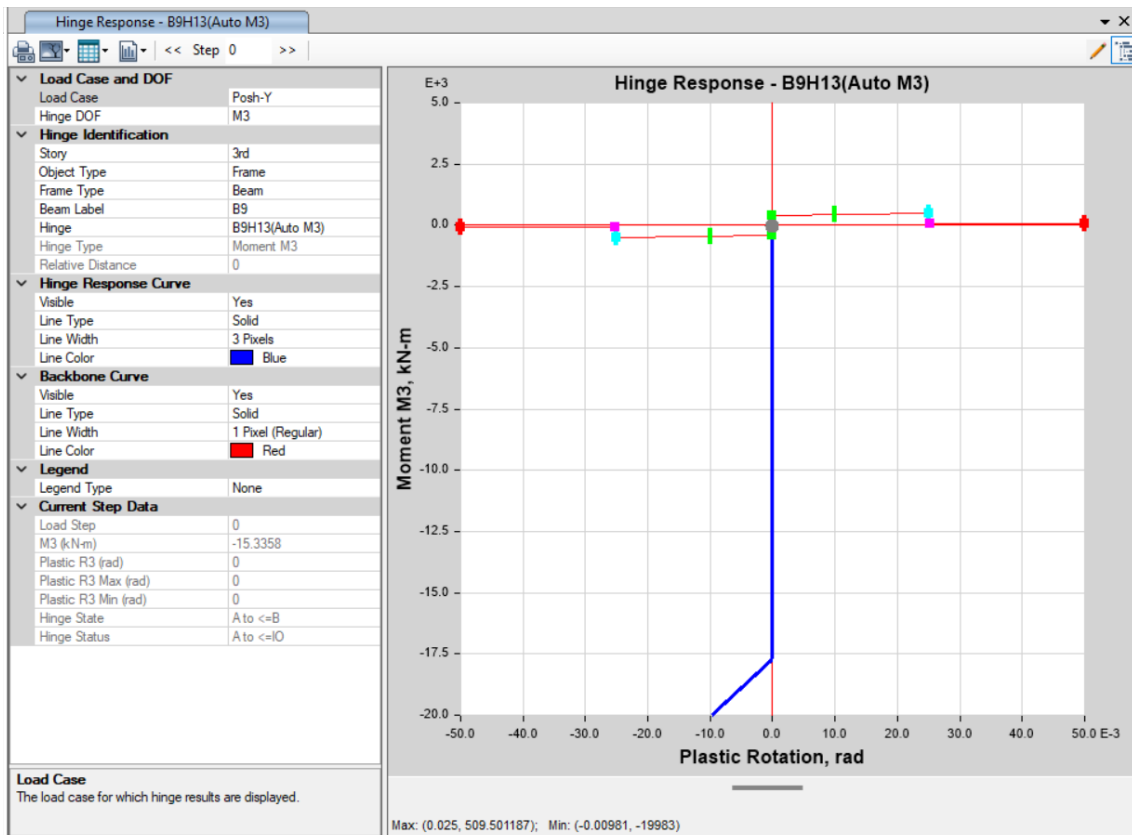 Hinge Response - B9H13(Auto M3)
<< Step 0 >>
Load Case and DOF
Load Case Posh-Y
Hinge DOF M3
Hinge Identification
Story 3rd
Object Type Frame
Frame Type Beam
Beam Label B9
Hinge B9H13(Auto M3)
Hinge Type Moment M3
Relative Distance 0
Hinge Response Curve
Visible Yes
Line Type Solid
Line Width 3 Pixels
Line Color Blue
Backbone Curve
Visible Yes
Line Type Solid
Line Width 1 Pixel (Regular)
Line Color Red
Legend
Legend Type None
Current Step Data
Load Step 0
M3 (kN-m) -15.3358
Plastic R3 (rad) 0
Plastic R3 Max (rad) 0
Plastic R3 Min (rad) 0
Hinge State A to <=B
Hinge Status A to <=IO
Load Case
The load case for which hinge results are displayed.
E+3
Hinge Response - B9H13(Auto M3)
5.0
2.5
0.0
-2.5
-5.0
-7.5
-10.0
-12.5
-15.0
-17.5
-20.0
Moment M3, kN-m
-50.0 -40.0 -30.0 -20.0 -10.0 0.0 10.0 20.0 30.0 40.0 50.0 E-3
Plastic Rotation, rad
Max: (0.025, 509.501187); Min: (-0.00981, -19983)